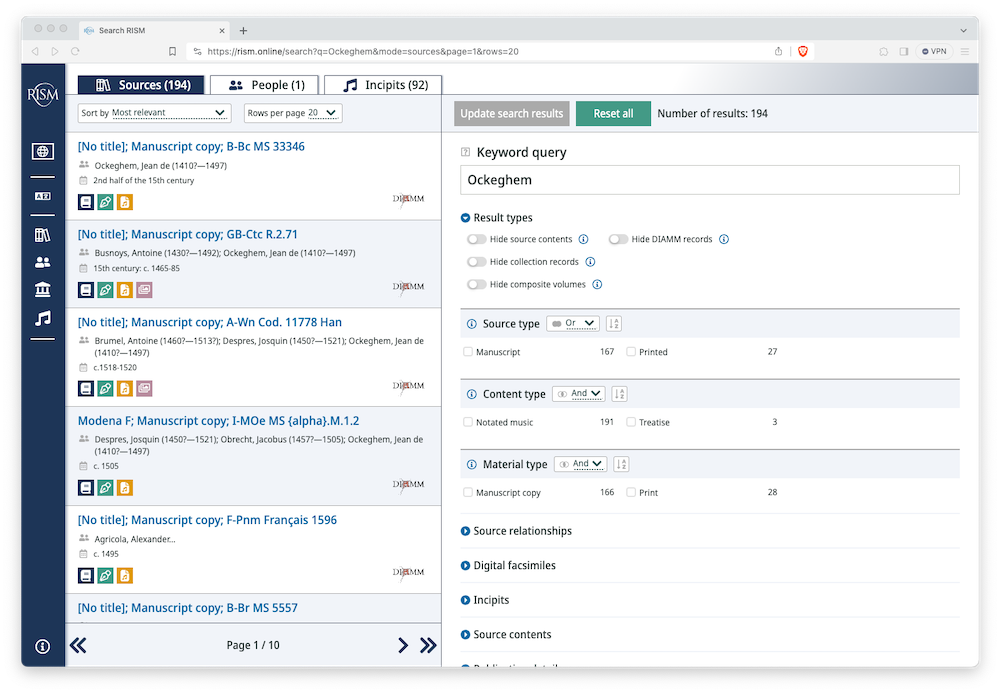 Search RISM
https://rism.online/search?q=Ockeghem&mode=sources&page=1&rows=20
VPN
RISM
Sources (194)
People (1)
Incipits (92)
Sort by Most relevant
Rows per page 20
[No title]; Manuscript copy; B-Bc MS 33346
Ockeghem, Jean de (1410?—1497)
2nd half of the 15th century
DIAMM
[No title]; Manuscript copy; GB-Ctc R.2.71
Busnoys, Antoine (1430?—1492); Ockeghem, Jean de (1410?—1497)
15th century: c. 1465-85
DIAMM
[No title]; Manuscript copy; A-Wn Cod. 11778 Han
Brumel, Antoine (1460?—1513?); Despres, Josquin (1450?—1521); Ockeghem, Jean de
(1410?—1497)
c.1518-1520
DIAMM
Modena F; Manuscript copy; I-MOe MS {alpha}.M.1.2
Despres, Josquin (1450?—1521); Obrecht, Jacobus (1457?—1505); Ockeghem, Jean de
(1410?—1497)
c. 1505
DIAMM
[No title]; Manuscript copy; F-Pnm Français 1596
Agricola, Alexander...
c. 1495
DIAMM
[No title]; Manuscript copy; B-Br MS 5557
Page 1 / 10
Update search results
Reset all
Number of results: 194
Keyword query
Ockeghem
Result types
Hide source contents
Hide DIAMM records
Hide collection records
Hide composite volumes
Source type Or
Manuscript 167 Printed 27
Content type And
Notated music 191 Treatise 3
Material type And
Manuscript copy 166 Print 28
Source relationships
Digital facsimiles
Incipits
Source contents